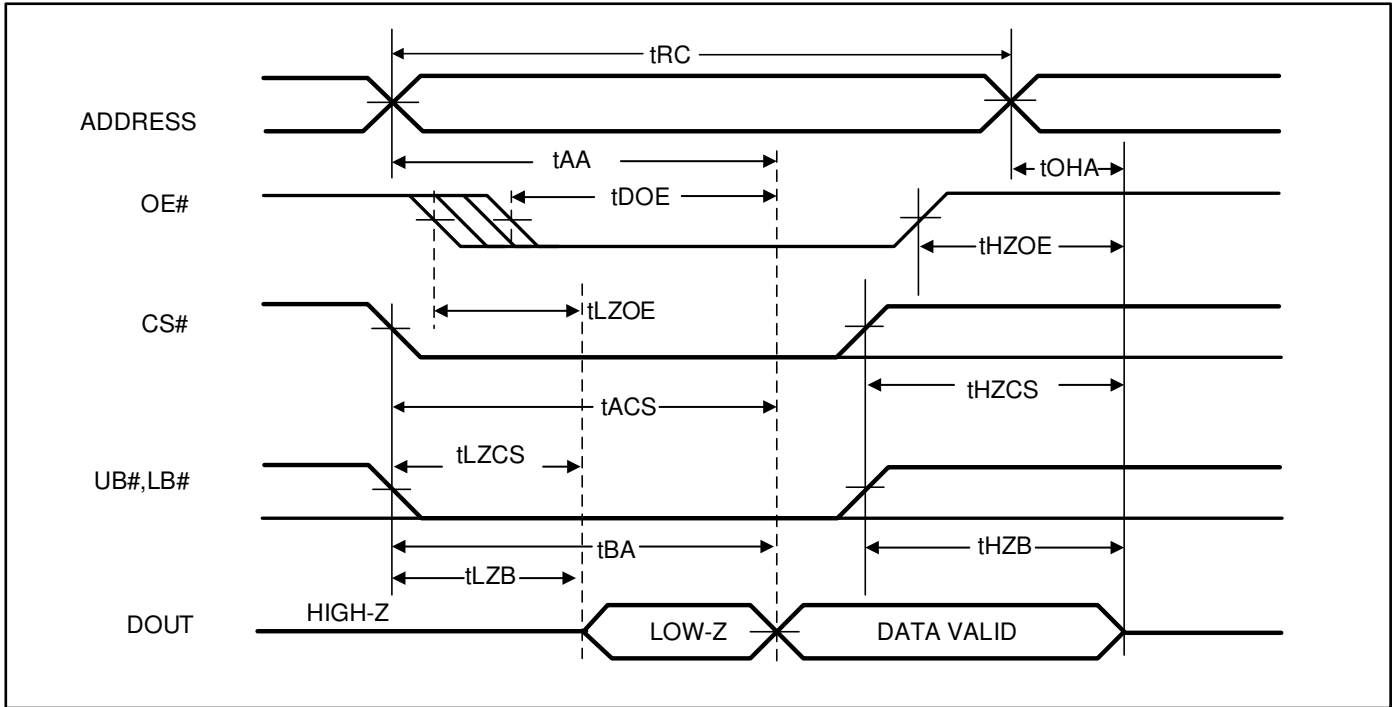 tRC
ADDRESS
tAA
tOHA
OE#
tDOE
tHZOE
tLZOE
CS#
tHZCS
tACS
tLZCS
UB#,LB#
tBA
tHZB
tLZB
HIGH-Z
DOUT
LOW-Z
DATA VALID